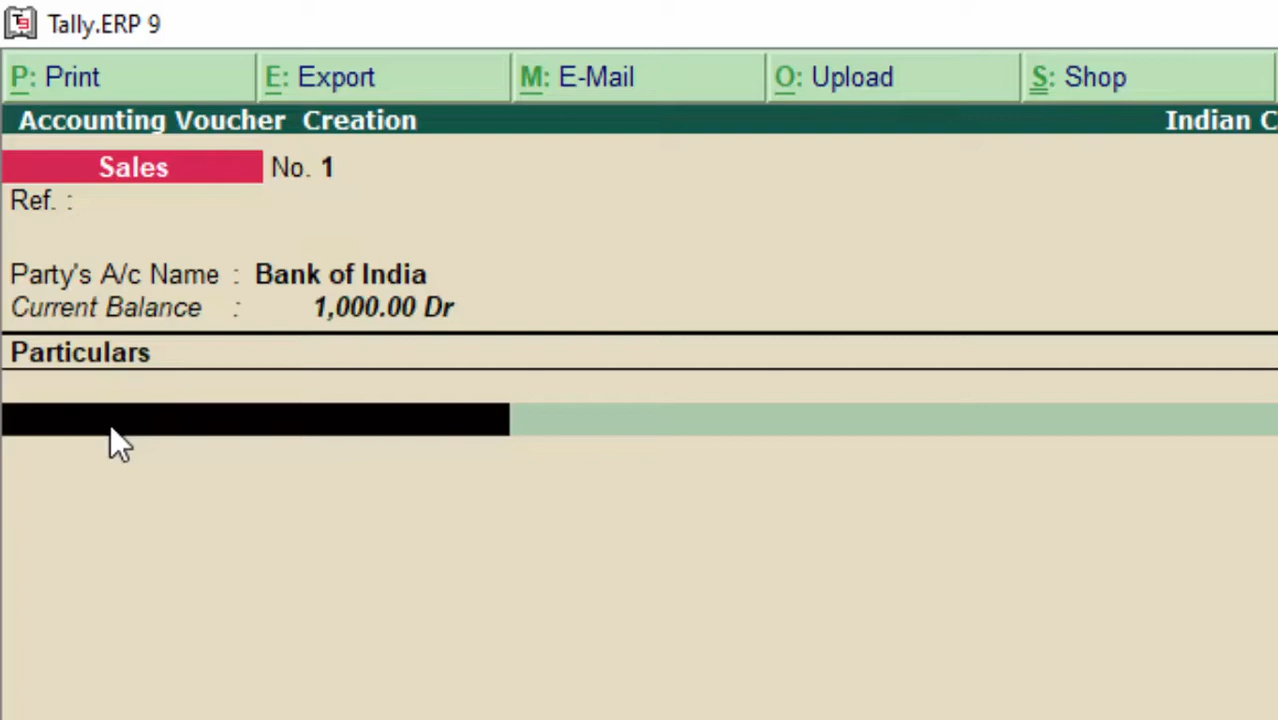 Tally.ERP 9
P: Print E: Export M: E-Mail O: Upload S: Shop
Accounting Voucher Creation Indian C
Sales No. 1
Ref. :
Party's A/c Name : Bank of India
Current Balance : 1,000.00 Dr
Particulars